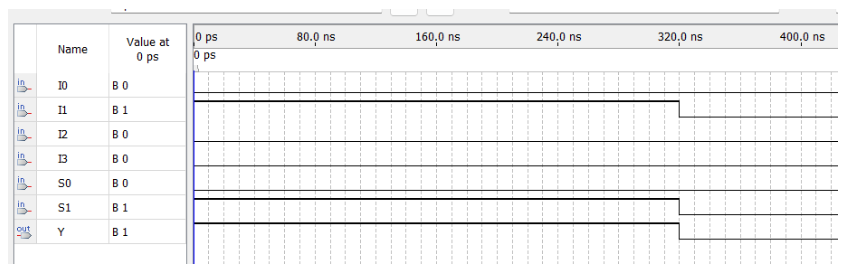 Name Value at 0 ps 0 ps 80.0 ns 160.0 ns 240.0 ns 320.0 ns 400.0 ns
0 ps
in I0 B 0
in I1 B 1
in I2 B 0
in I3 B 0
in S0 B 0
in S1 B 1
out Y B 1